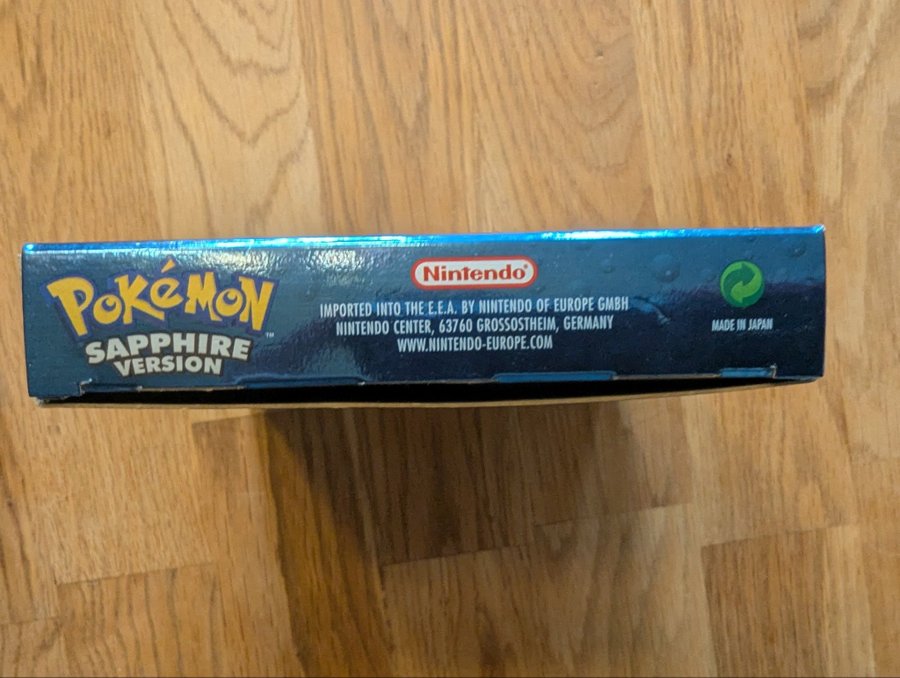 POKéMON™
SAPPHIRE
VERSION
Nintendo®
IMPORTED INTO THE E.E.A. BY NINTENDO OF EUROPE GMBH
NINTENDO CENTER, 63760 GROSSOSTHEIM, GERMANY
WWW.NINTENDO-EUROPE.COM
MADE IN JAPAN